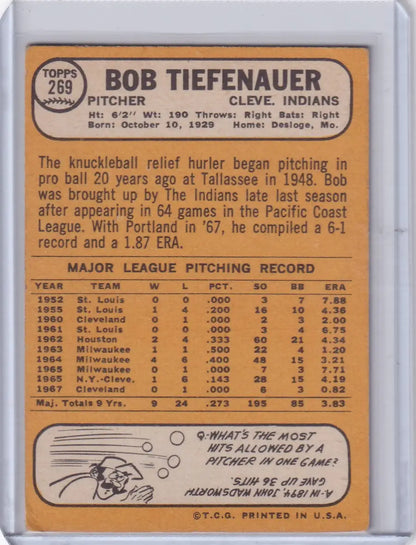 TOPPS
269
BOB TIEFENAUER
PITCHER CLEVE. INDIANS
Ht: 6'2" Wt: 190 Throws: Right Bats: Right
Born: October 10, 1929 Home: Desloge, Mo.
The knuckleball relief hurler began pitching in
pro ball 20 years ago at Tallassee in 1948. Bob
was brought up by The Indians late last season
after appearing in 64 games in the Pacific Coast
League. With Portland in '67, he compiled a 6-1
record and a 1.87 ERA.
MAJOR LEAGUE PITCHING RECORD
YEAR TEAM W L PCT. SO BB ERA
1952 St. Louis 0 0 .000 3 7 7.88
1955 St. Louis 1 4 .200 16 10 4.36
1960 Cleveland 0 1 .000 2 3 2.00
1961 St. Louis 0 0 .000 3 4 6.75
1962 Houston 2 4 .333 60 21 4.34
1963 Milwaukee 1 1 .500 22 4 1.20
1964 Milwaukee 4 6 .400 48 15 3.21
1965 Milwaukee 0 1 .000 7 3 7.71
1965 N.Y.-Cleve. 1 6 .143 28 15 4.19
1967 Cleveland 0 1 .000 6 3 0.82
Maj. Totals 9 Yrs. 9 24 .273 195 85 3.83
Q-WHAT'S THE MOST
HITS ALLOWED BY A
PITCHER IN ONE GAME?
A-IN 1894, JOHN WADSWORTH
GAVE UP 36 HITS.
©T.C.G. PRINTED IN U.S.A.